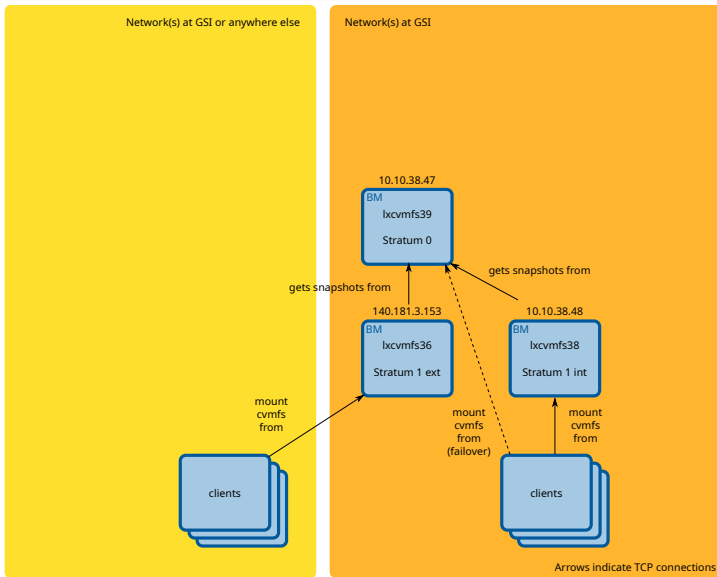 Network(s) at GSI or anywhere else
Network(s) at GSI
10.10.38.47
BM
lxcvmfs39
Stratum 0
gets snapshots from
gets snapshots from
140.181.3.153
BM
lxcvmfs36
Stratum 1 ext
10.10.38.48
BM
lxcvmfs38
Stratum 1 int
mount
cvmfs
from
mount
cvmfs
from
(failover)
mount
cvmfs
from
clients
clients
Arrows indicate TCP connections